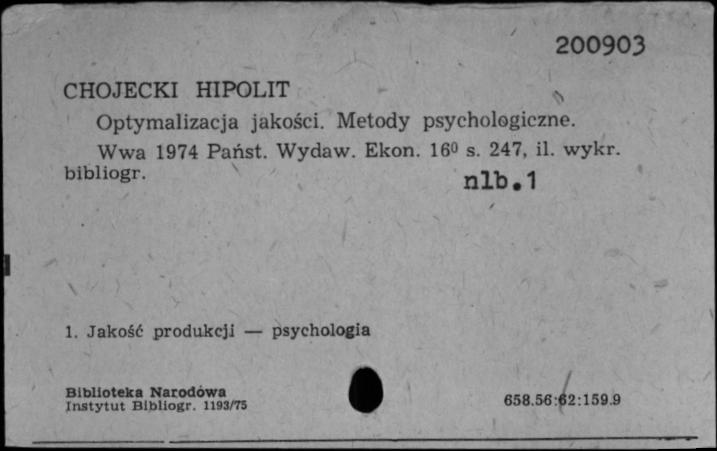 200903
CHOJECKI HIPOLIT
Optymalizacja jakości. Metody psychologiczne.
Wwa 1974 Państ. Wydaw. Ekon. 16⁰ s. 247, il. wykr.
bibliogr.
nlb.1
1. Jakość produkcji — psychologia
Biblioteka Narodowa
Instytut Bibliogr. 1193/75
658.56:62:159.9